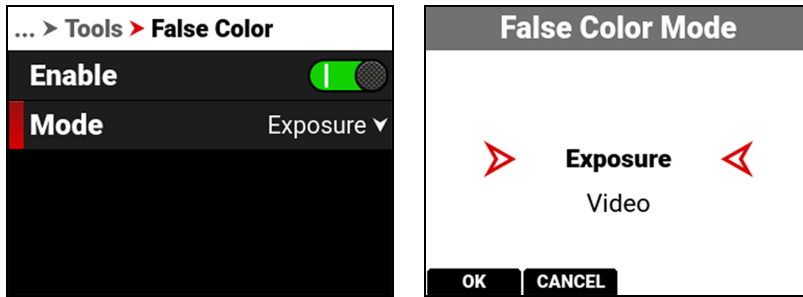 ... > Tools > False Color
Enable
Mode Exposure
False Color Mode
Exposure
Video
OK CANCEL